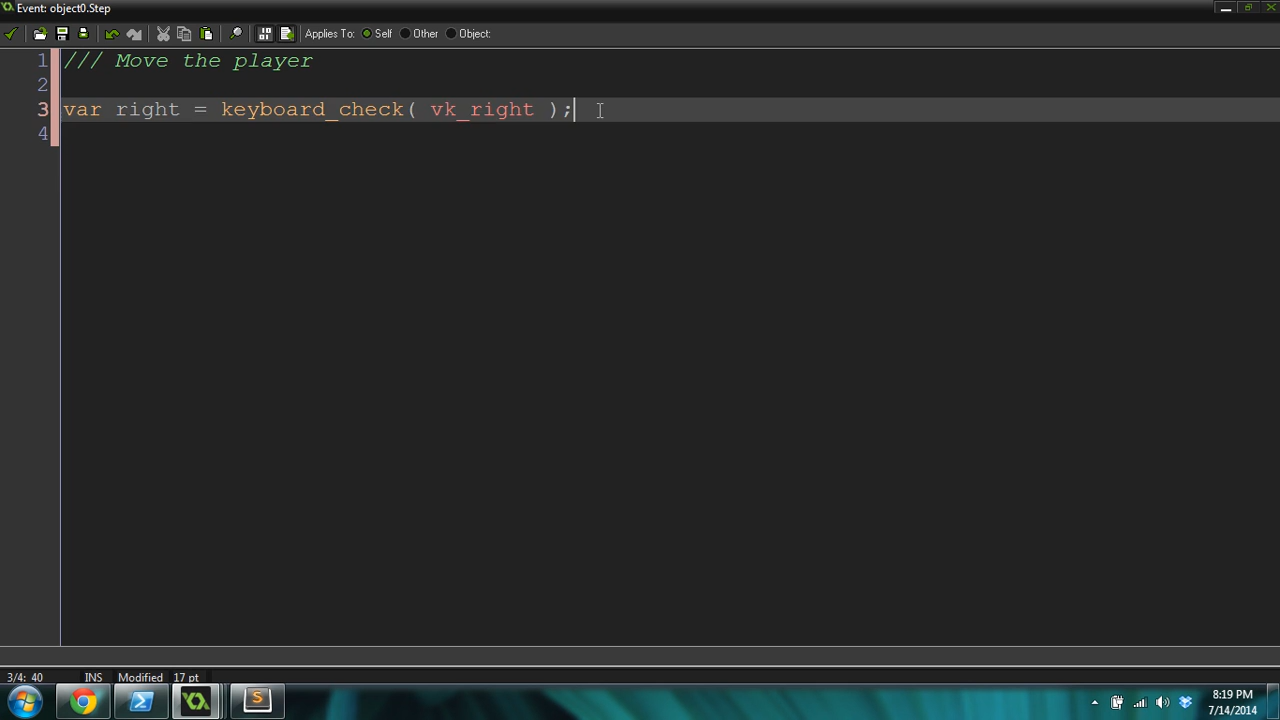 Event: object0.Step
Applies To: Self Other Object:
1 /// Move the player
2
3 var right = keyboard_check( vk_right );
4
3/4: 40 INS Modified 17 pt
8:19 PM
7/14/2014